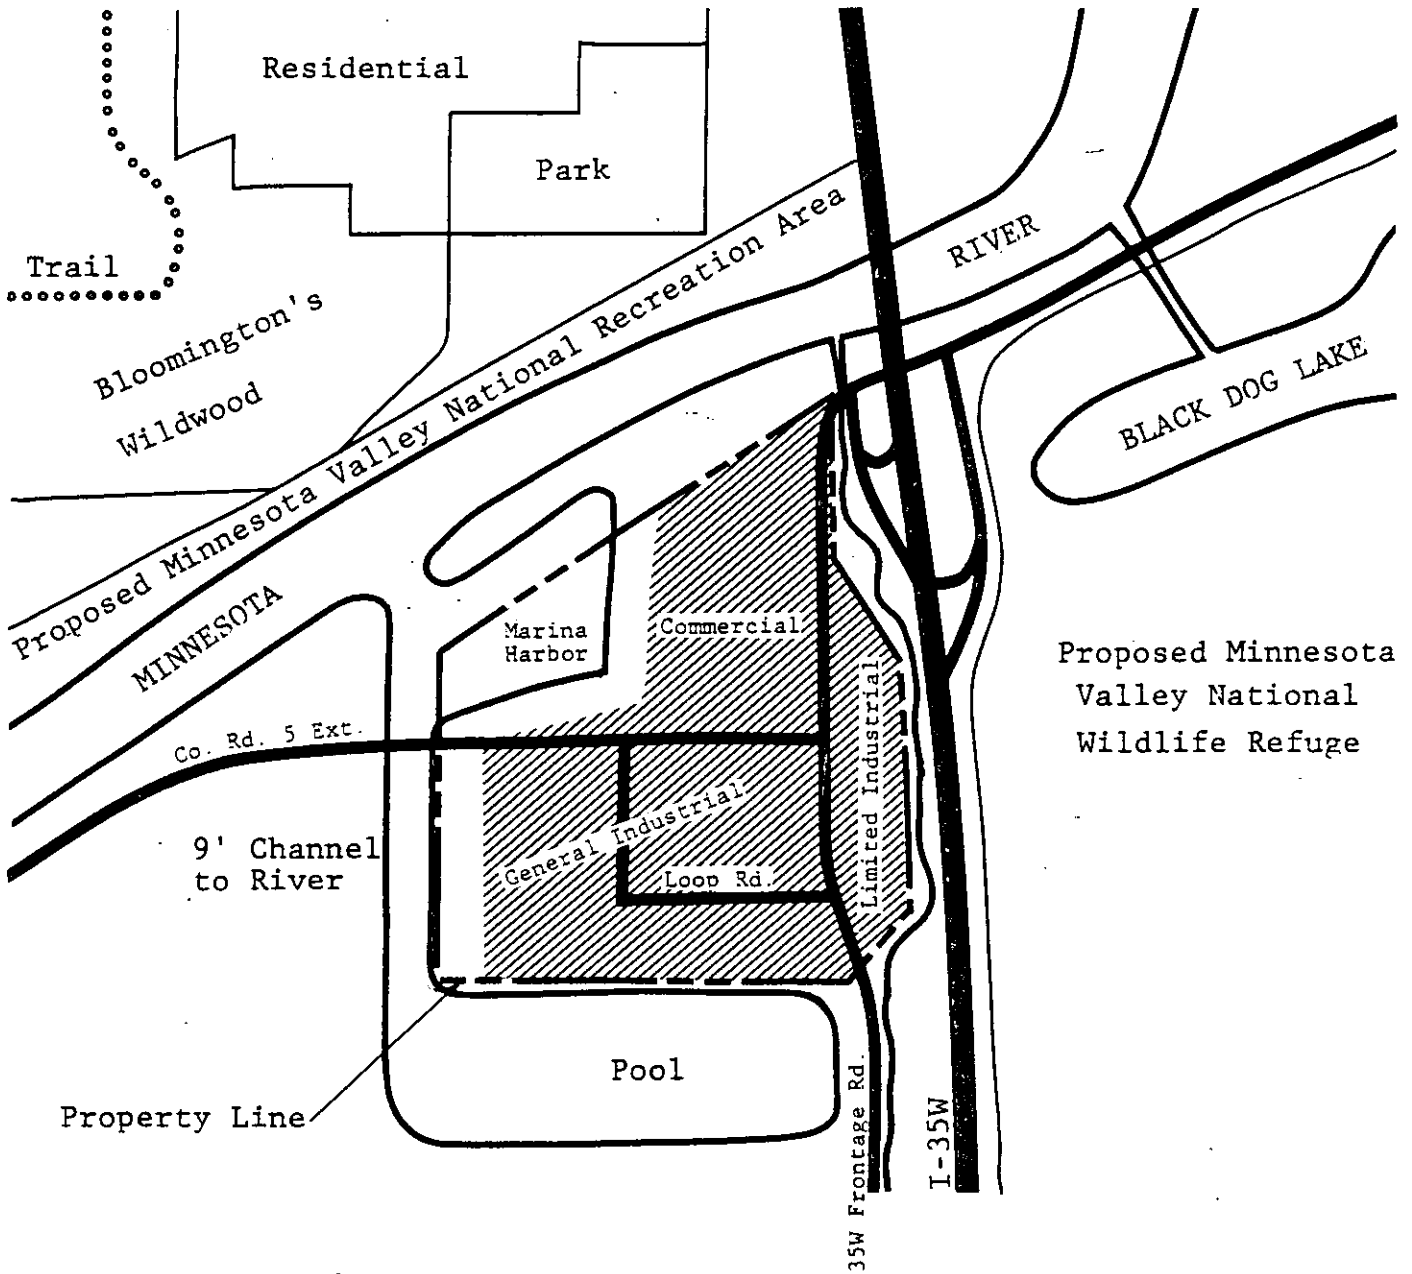 Residential
Park
Trail
Bloomington's
Wildwood
Proposed Minnesota Valley National Recreation Area
RIVER
MINNESOTA
BLACK DOG LAKE
Marina
Harbor
Commercial
Limited Industrial
Proposed Minnesota
Valley National
Wildlife Refuge
Co. Rd. 5 Ext.
General Industrial
Loop Rd.
9' Channel
to River
Pool
Property Line
35W Frontage Rd.
I-35W